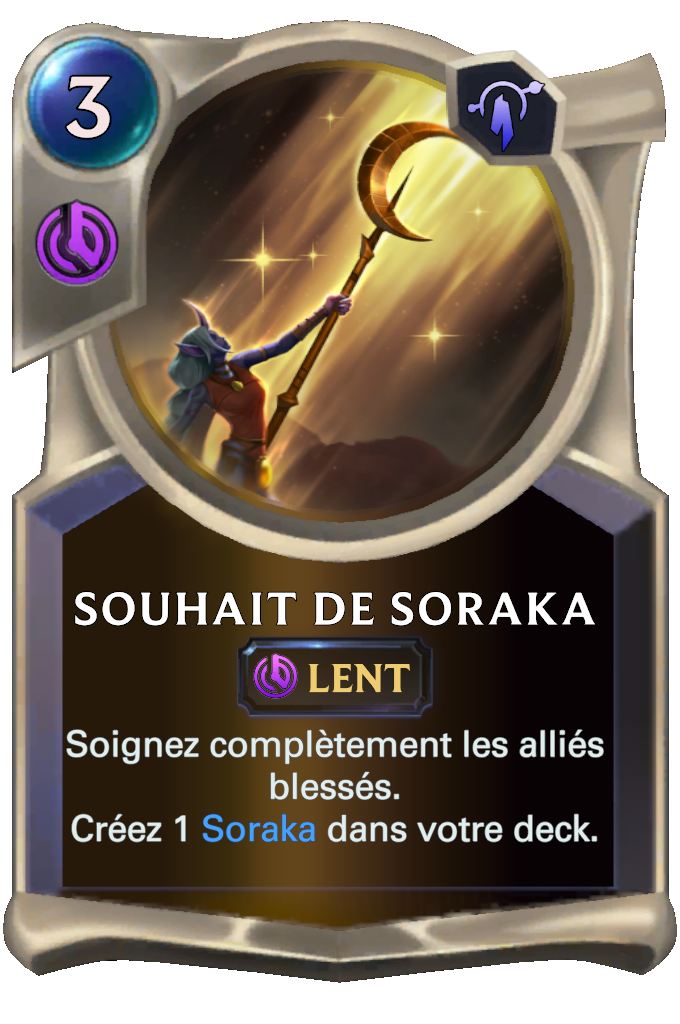 3
SOUHAIT DE SORAKA
LENT
Soignez complètement les alliés
blessés.
Créez 1 Soraka dans votre deck.